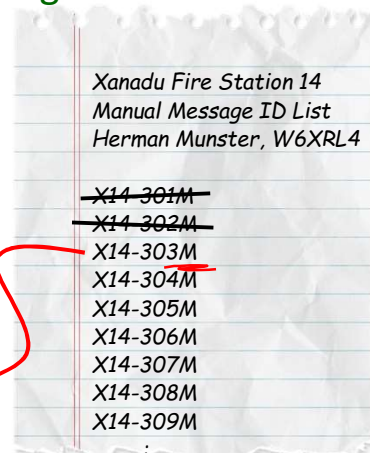 Xanadu Fire Station 14
Manual Message ID List
Herman Munster, W6XRL4
X14-301M
X14-302M
X14-303M
X14-304M
X14-305M
X14-306M
X14-307M
X14-308M
X14-309M